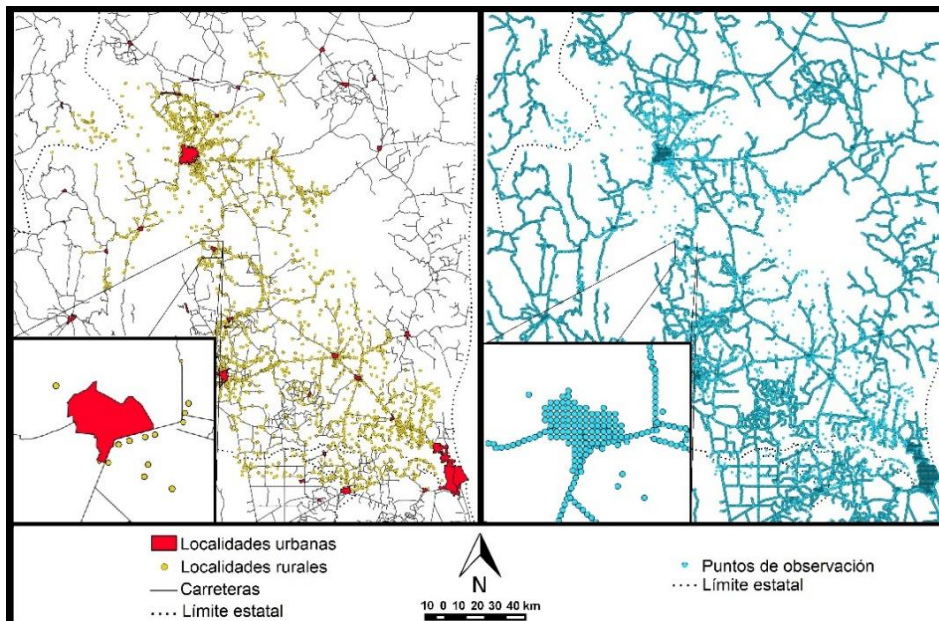 Localidades urbanas
Localidades rurales
Carreteras
Límite estatal
N
10 0 10 20 30 40 km
Puntos de observación
Límite estatal